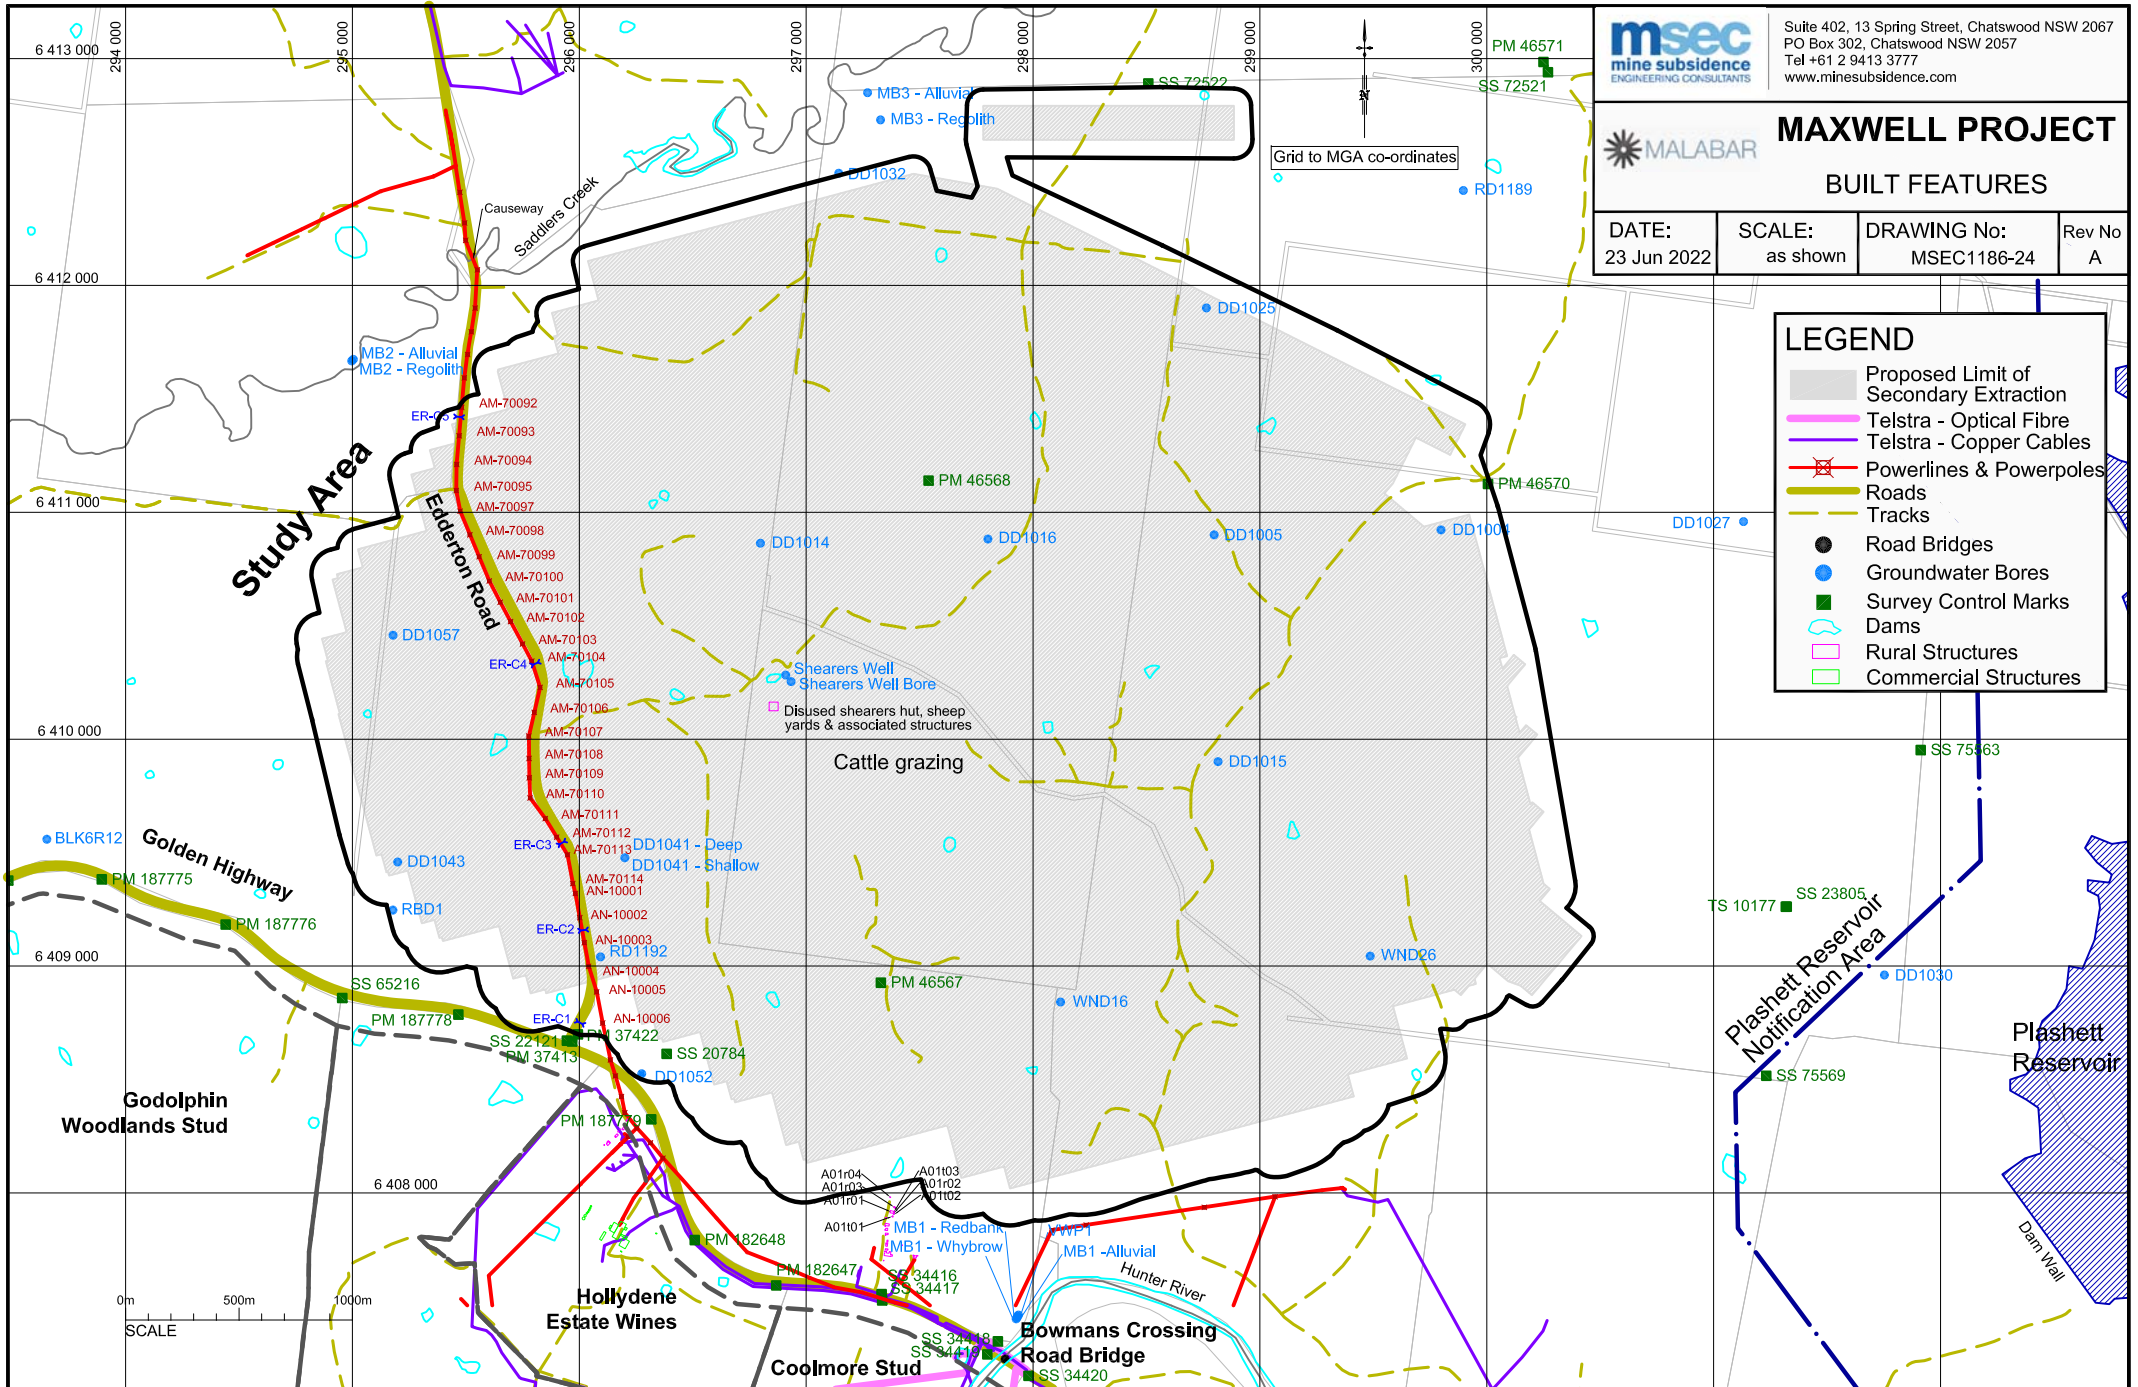 6 413 000
6 412 000
6 411 000
6 410 000
6 409 000
6 408 000
294 000
295 000
296 000
297 000
298 000
299 000
300 000
msec
mine subsidence
ENGINEERING CONSULTANTS
Suite 402, 13 Spring Street, Chatswood NSW 2067
PO Box 302, Chatswood NSW 2057
Tel +61 2 9413 3777
www.minesubsidence.com
MALABAR
MAXWELL PROJECT
BUILT FEATURES
DATE:
23 Jun 2022
SCALE:
as shown
DRAWING No:
MSEC1186-24
Rev No
A
LEGEND
Proposed Limit of
Secondary Extraction
Telstra - Optical Fibre
Telstra - Copper Cables
Powerlines & Powerpoles
Roads
Tracks
Road Bridges
Groundwater Bores
Survey Control Marks
Dams
Rural Structures
Commercial Structures
N
Grid to MGA co-ordinates
PM 46571
SS 72521
SS 72522
MB3 - Alluvial
MB3 - Regolith
DD1032
RD1189
Causeway
Saddlers Creek
DD1025
MB2 - Alluvial
MB2 - Regolith
ER-C5
AM-70092
AM-70093
AM-70094
AM-70095
AM-70097
AM-70098
AM-70099
AM-70100
AM-70101
AM-70102
AM-70103
AM-70104
AM-70105
AM-70106
AM-70107
AM-70108
AM-70109
AM-70110
AM-70111
AM-70112
AM-70113
AM-70114
AN-10001
AN-10002
AN-10003
AN-10004
AN-10005
AN-10006
Study Area
Edderton Road
PM 46568
PM 46570
DD1014
DD1016
DD1005
DD1004
DD1027
DD1057
ER-C4
Shearers Well
Shearers Well Bore
Disused shearers hut, sheep
yards & associated structures
Cattle grazing
DD1015
SS 75563
BLK6R12
Golden Highway
ER-C3
DD1041 - Deep
DD1041 - Shallow
DD1043
PM 187775
RBD1
PM 187776
ER-C2
RD1192
SS 23805
TS 10177
Plashett Reservoir
Notification Area
WND26
DD1030
SS 65216
PM 46567
WND16
PM 187778
ER-C1
PM 37422
SS 22121
PM 37413
SS 20784
DD1052
Plashett
Reservoir
SS 75569
Godolphin
Woodlands Stud
PM 187779
A01r04
A01r03
A01r01
A01t01
A01t03
A01r02
A01t02
MB1 - Redbank
MB1 - Whybrow
VWP1
MB1 -Alluvial
PM 182648
PM 182647
SS 34416
SS 34417
Hunter River
Dam Wall
0m
500m
1000m
SCALE
Hollydene
Estate Wines
SS 34418
SS 34419
Bowmans Crossing
Road Bridge
Coolmore Stud
SS 34420